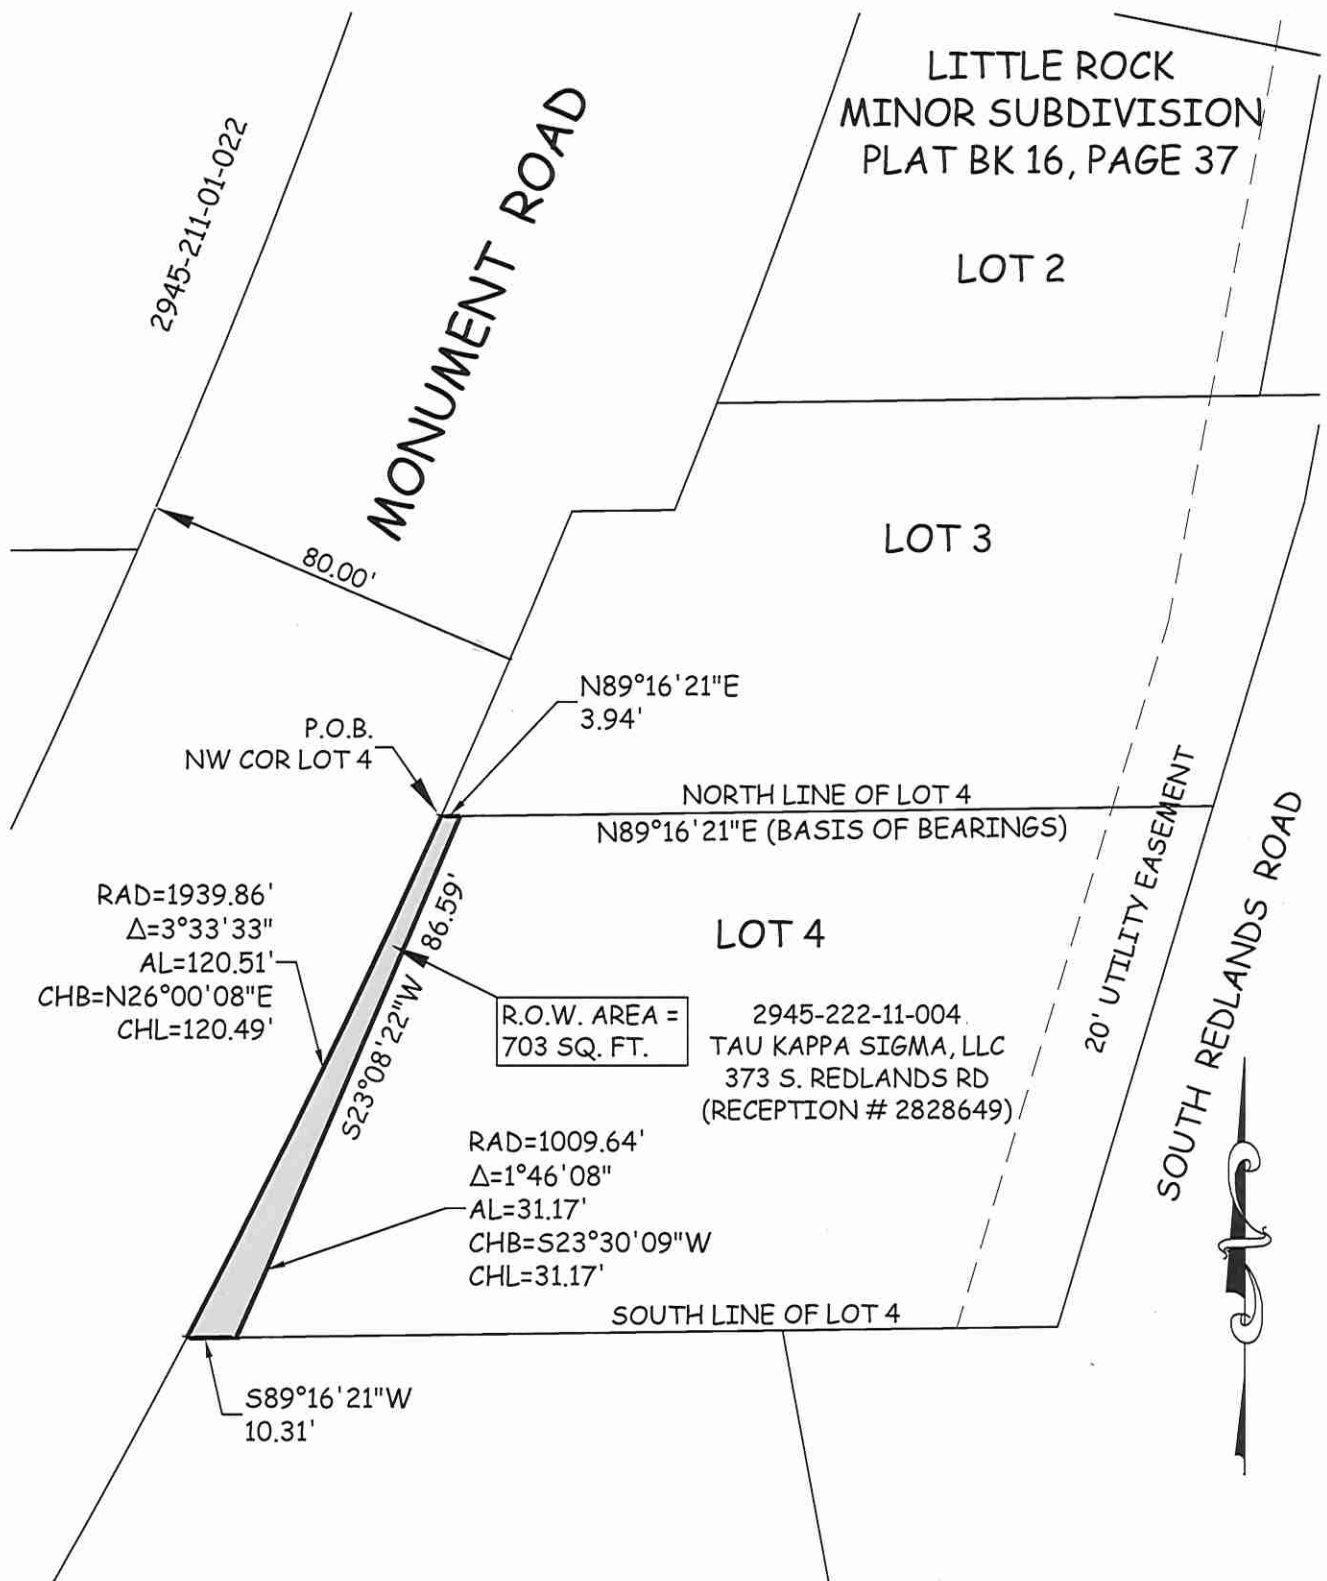 LITTLE ROCK
MINOR SUBDIVISION
PLAT BK 16, PAGE 37
2945-211-01-022
MONUMENT ROAD
LOT 2
LOT 3
80.00'
N89°16'21"E
3.94'
P.O.B.
NW COR LOT 4
NORTH LINE OF LOT 4
N89°16'21"E (BASIS OF BEARINGS)
RAD=1939.86'
Δ=3°33'33"
AL=120.51'
CHB=N26°00'08"E
CHL=120.49'
S23°08'22"W 86.59'
LOT 4
R.O.W. AREA =
703 SQ. FT.
2945-222-11-004
TAU KAPPA SIGMA, LLC
373 S. REDLANDS RD
(RECEPTION # 2828649)
20' UTILITY EASEMENT
SOUTH REDLANDS ROAD
RAD=1009.64'
Δ=1°46'08"
AL=31.17'
CHB=S23°30'09"W
CHL=31.17'
SOUTH LINE OF LOT 4
S89°16'21"W
10.31'